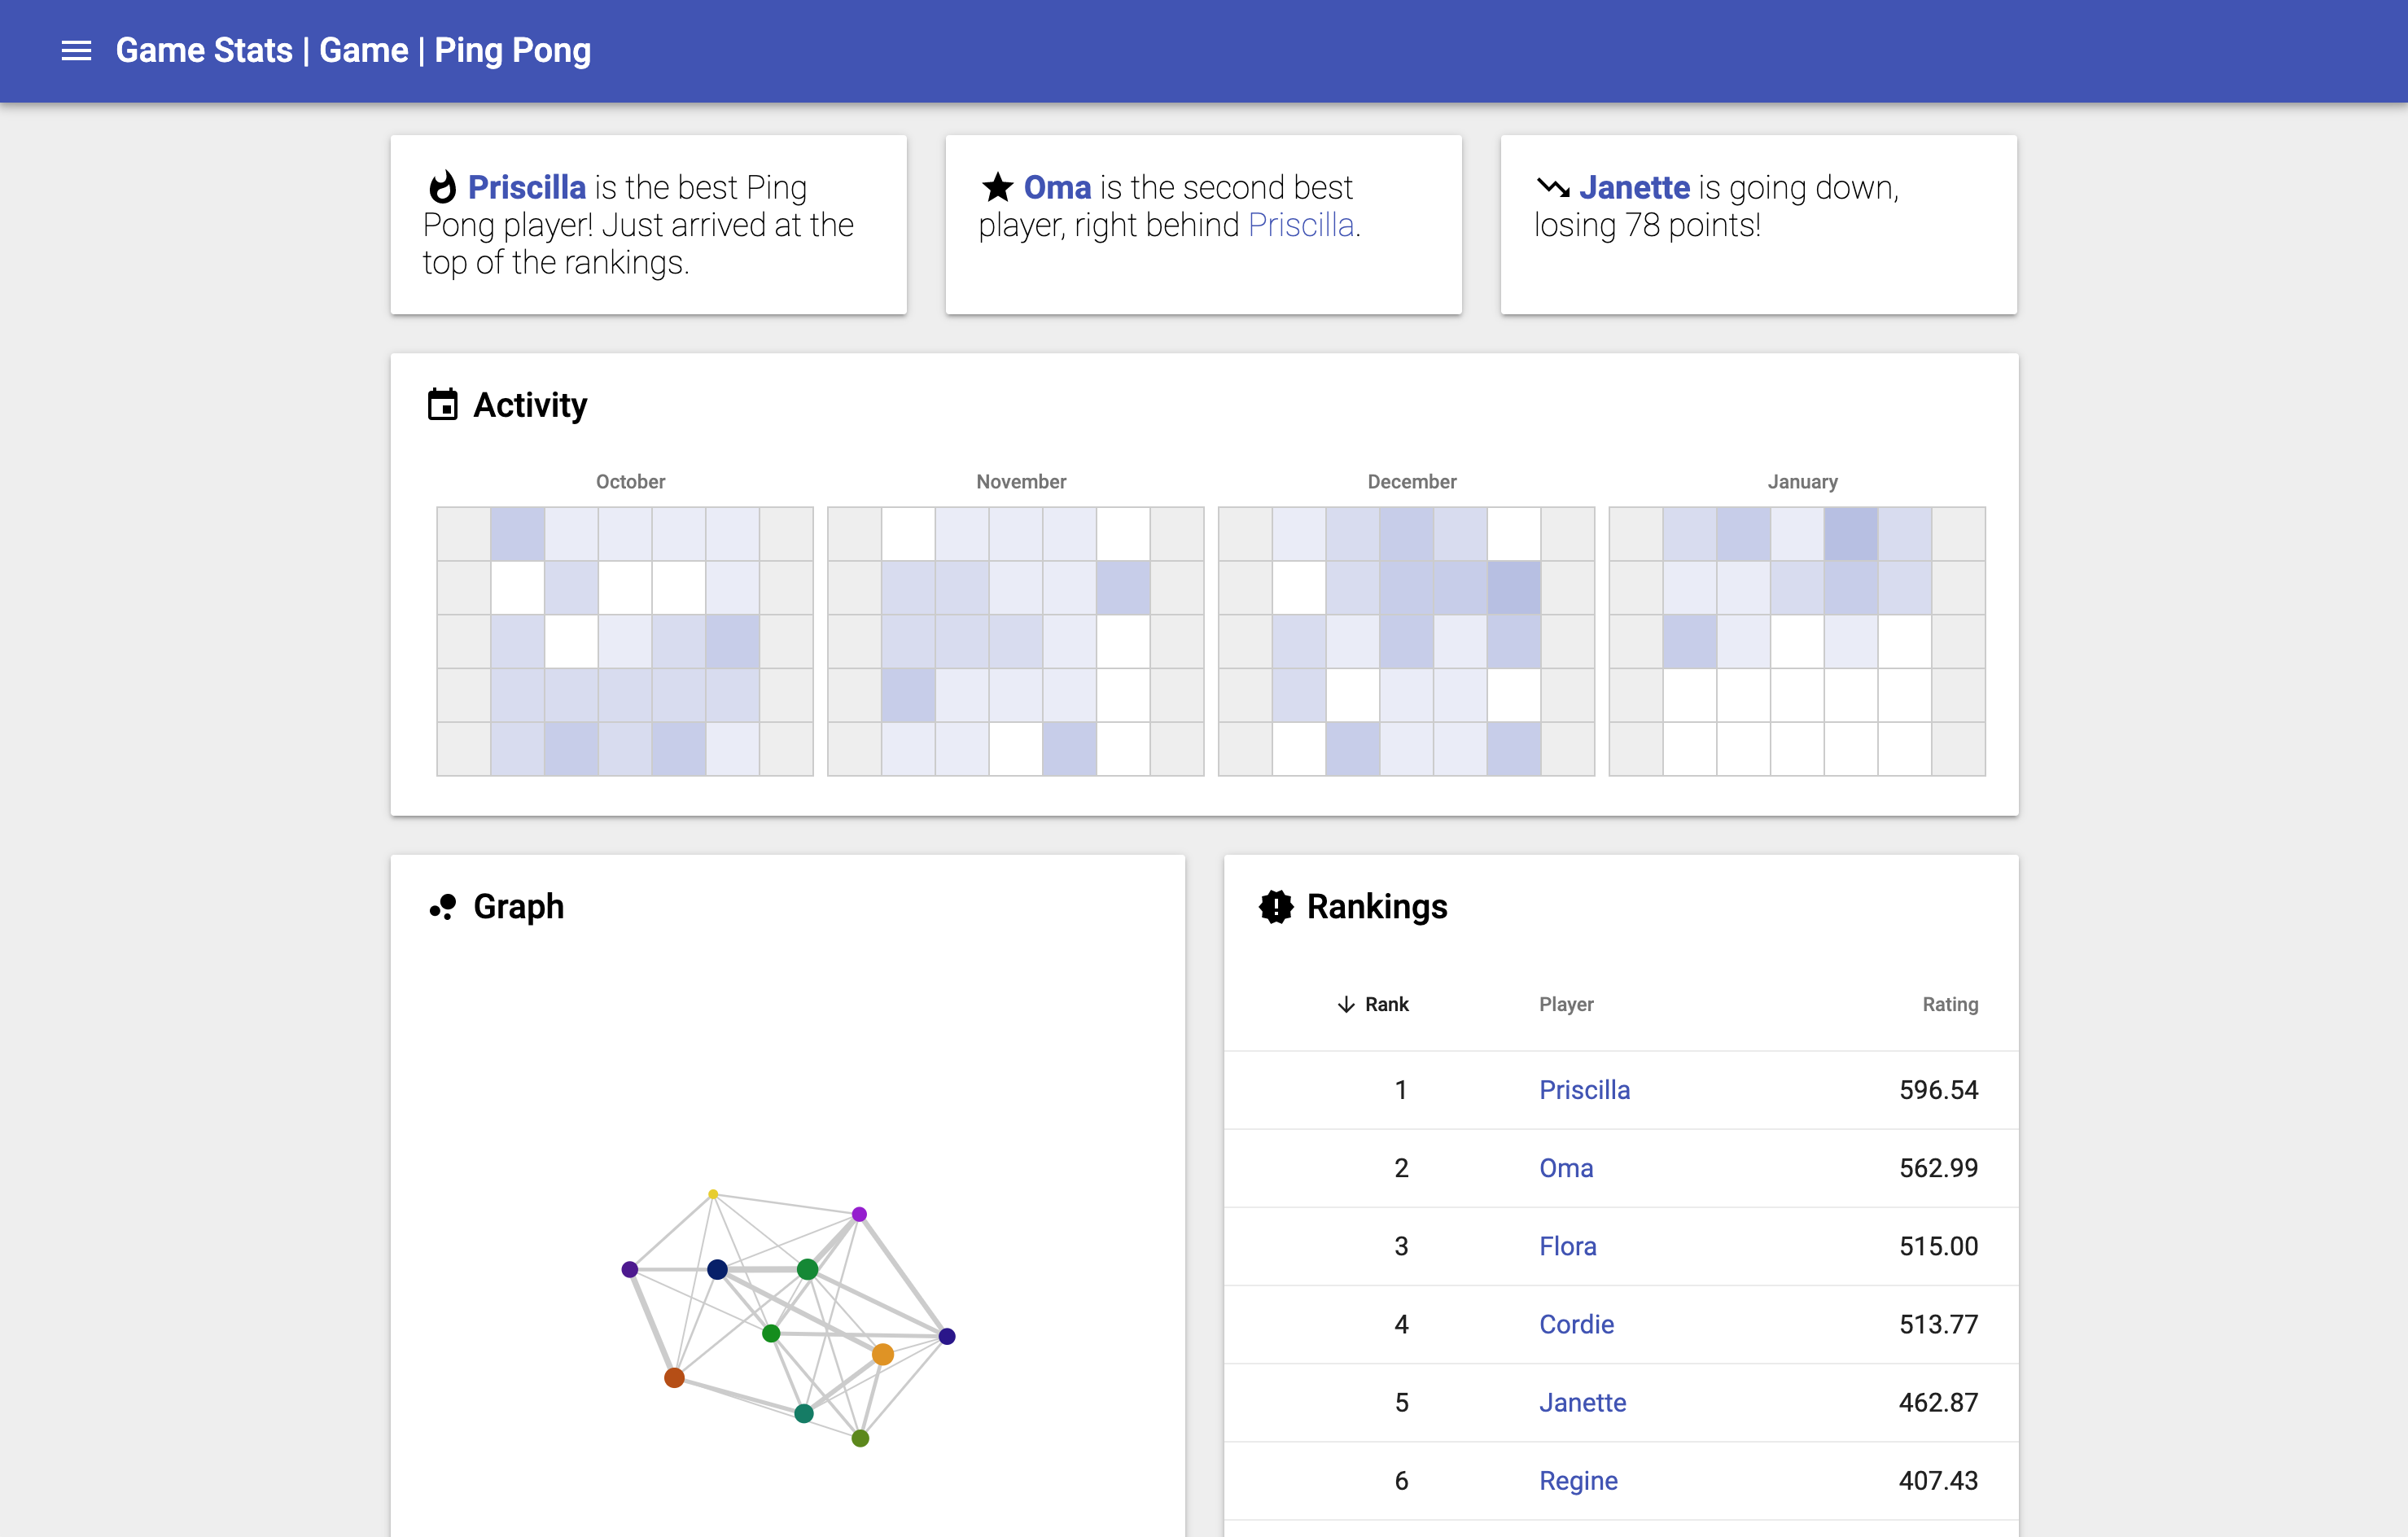 Game Stats | Game | Ping Pong
Priscilla is the best Ping
Pong player! Just arrived at the
top of the rankings.
Oma is the second best
player, right behind Priscilla.
Janette is going down,
losing 78 points!
Activity
October November December January
Graph
Rankings
Rank Player Rating
1 Priscilla 596.54
2 Oma 562.99
3 Flora 515.00
4 Cordie 513.77
5 Janette 462.87
6 Regine 407.43